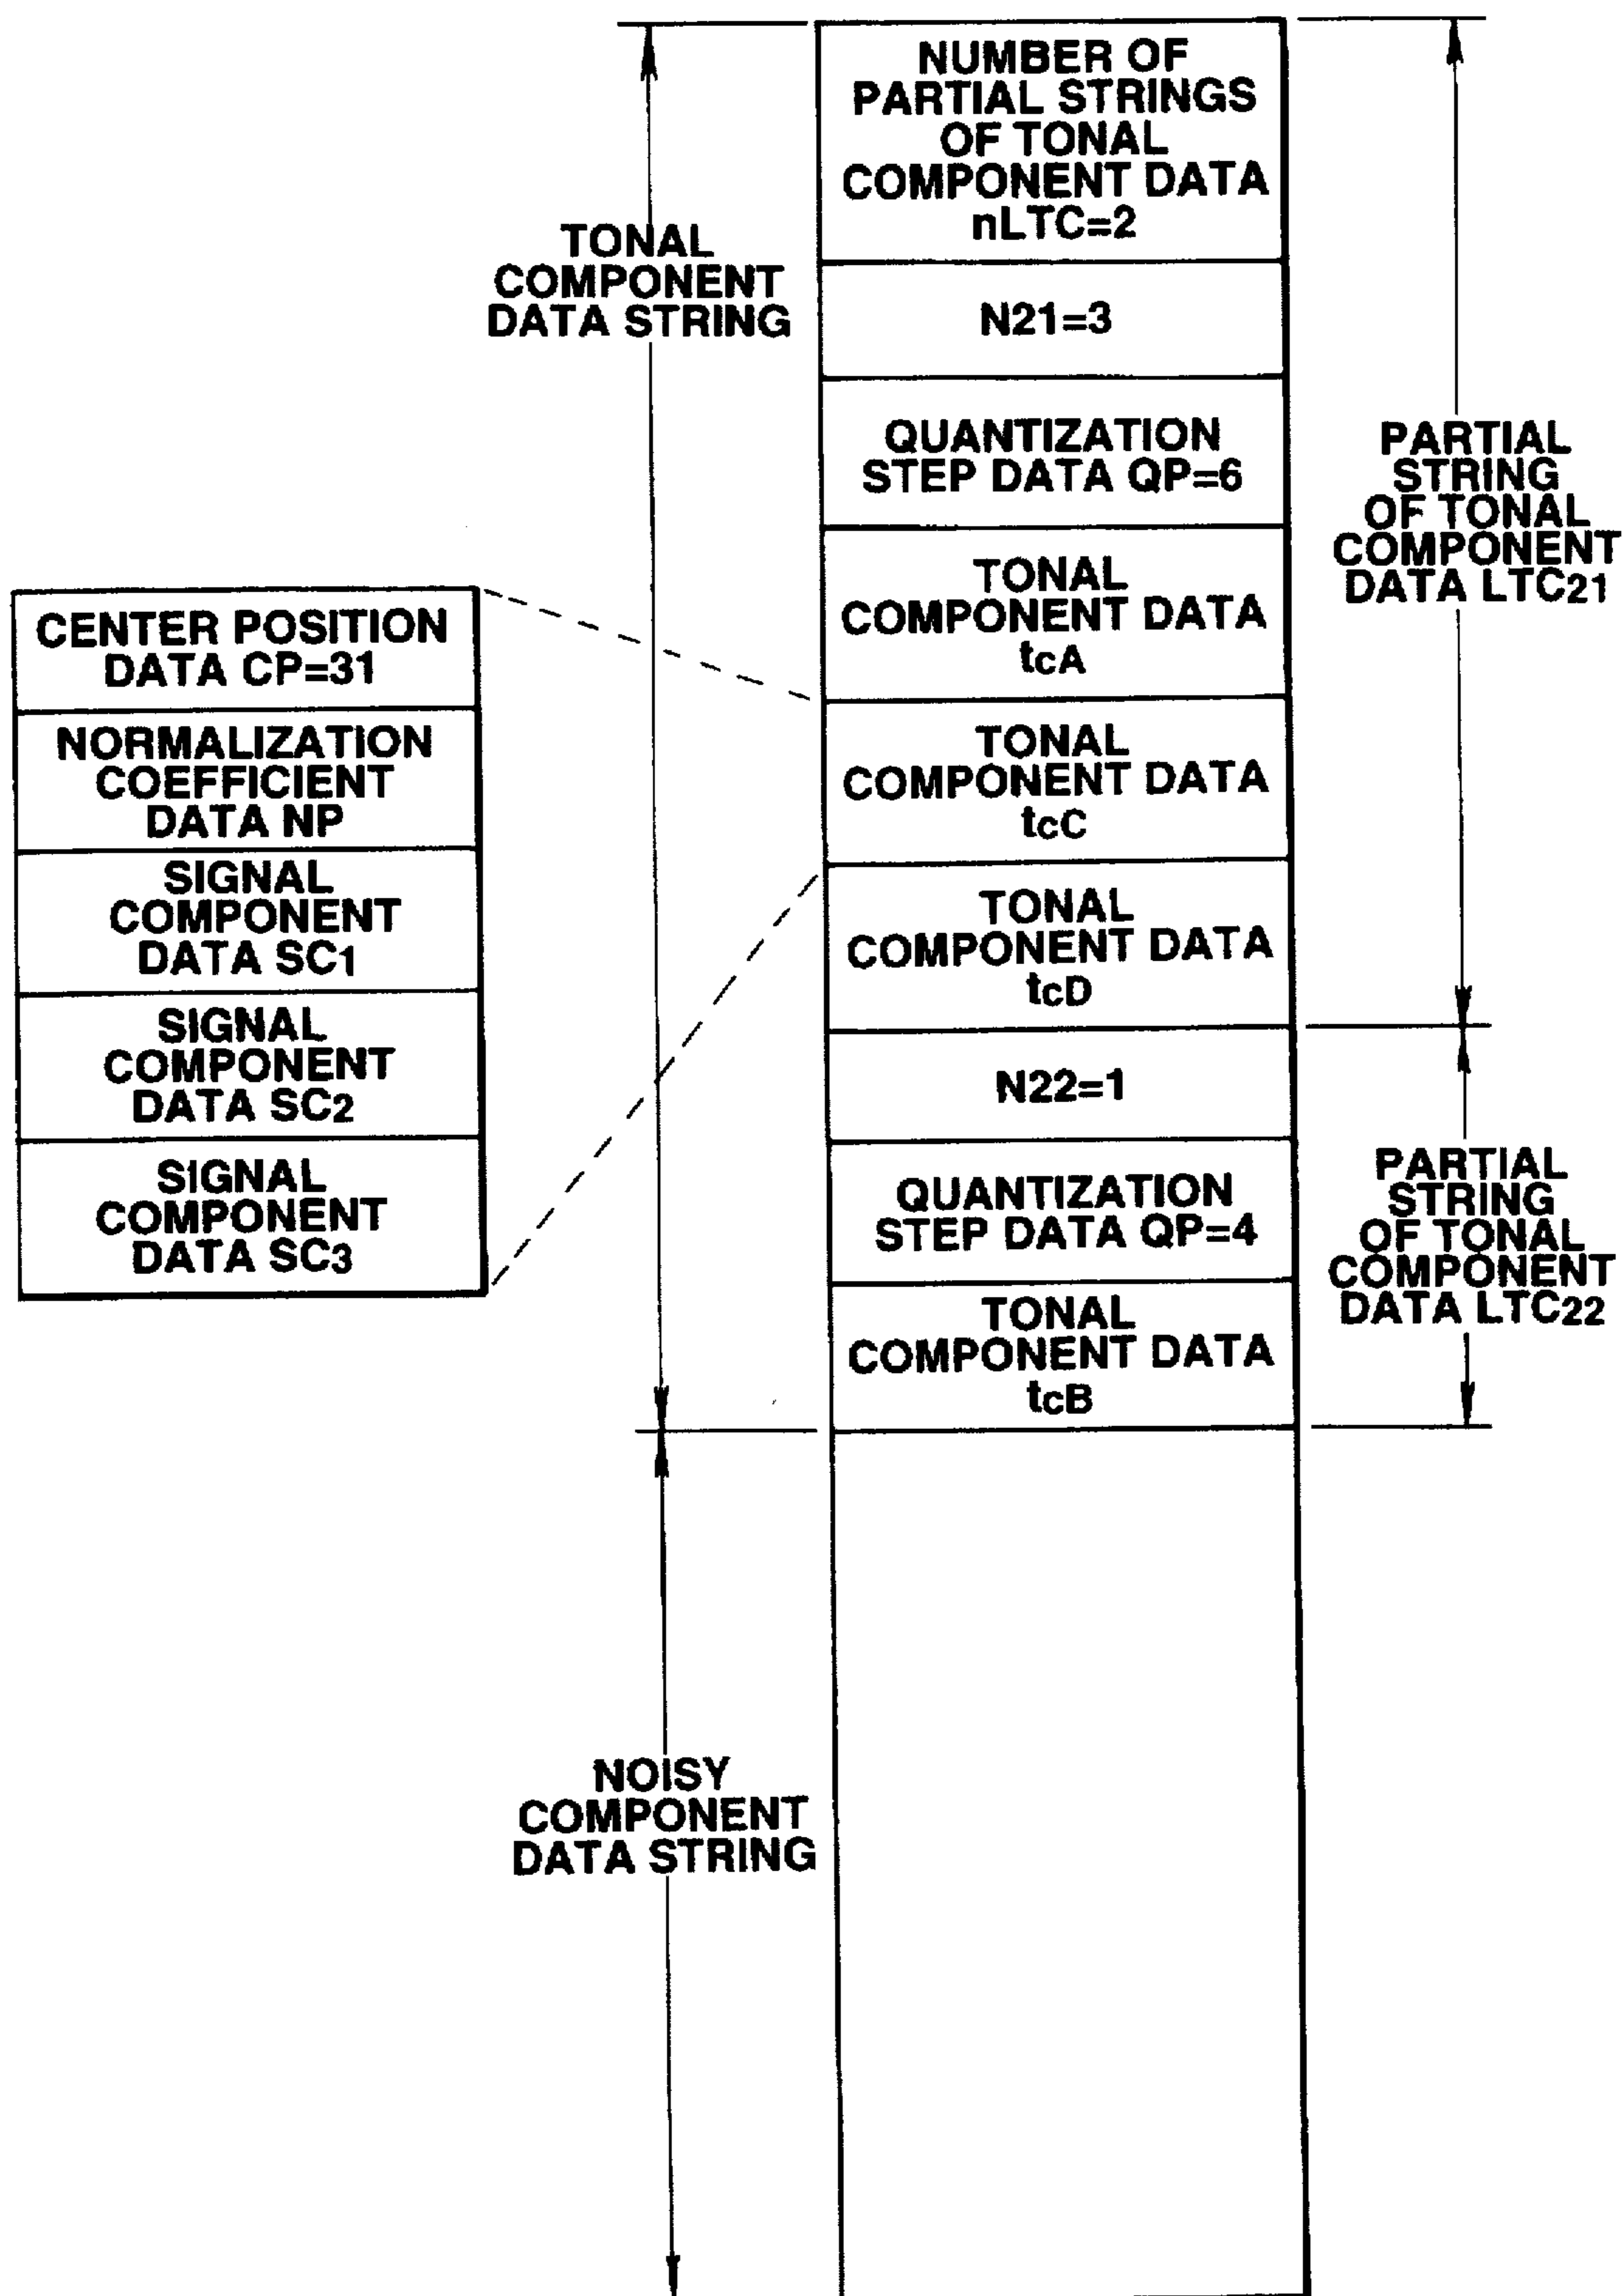 NUMBER OF
PARTIAL STRINGS
OF TONAL
COMPONENT DATA
nLTC=2
N21=3
QUANTIZATION
STEP DATA QP=6
TONAL
COMPONENT DATA
tcA
TONAL
COMPONENT DATA
tcC
TONAL
COMPONENT DATA
tcD
N22=1
QUANTIZATION
STEP DATA QP=4
TONAL
COMPONENT DATA
tcB
TONAL
COMPONENT
DATA STRING
NOISY
COMPONENT
DATA STRING
CENTER POSITION
DATA CP=31
NORMALIZATION
COEFFICIENT
DATA NP
SIGNAL
COMPONENT
DATA SC1
SIGNAL
COMPONENT
DATA SC2
SIGNAL
COMPONENT
DATA SC3
PARTIAL
STRING
OF TONAL
COMPONENT
DATA LTC21
PARTIAL
STRING
OF TONAL
COMPONENT
DATA LTC22